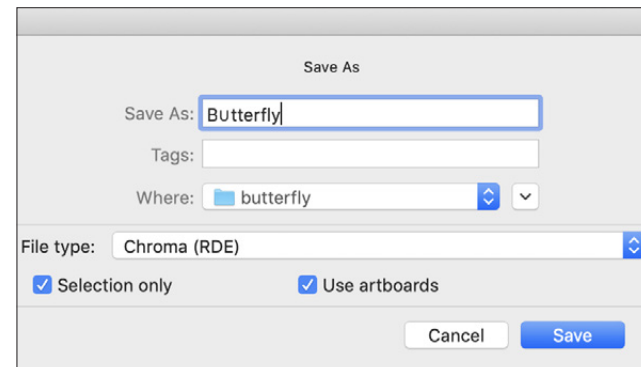 Save As
Save As: BUtterfly
Tags:
Where: butterfly
File type: Chroma (RDE)
Selection only Use artboards
Cancel Save